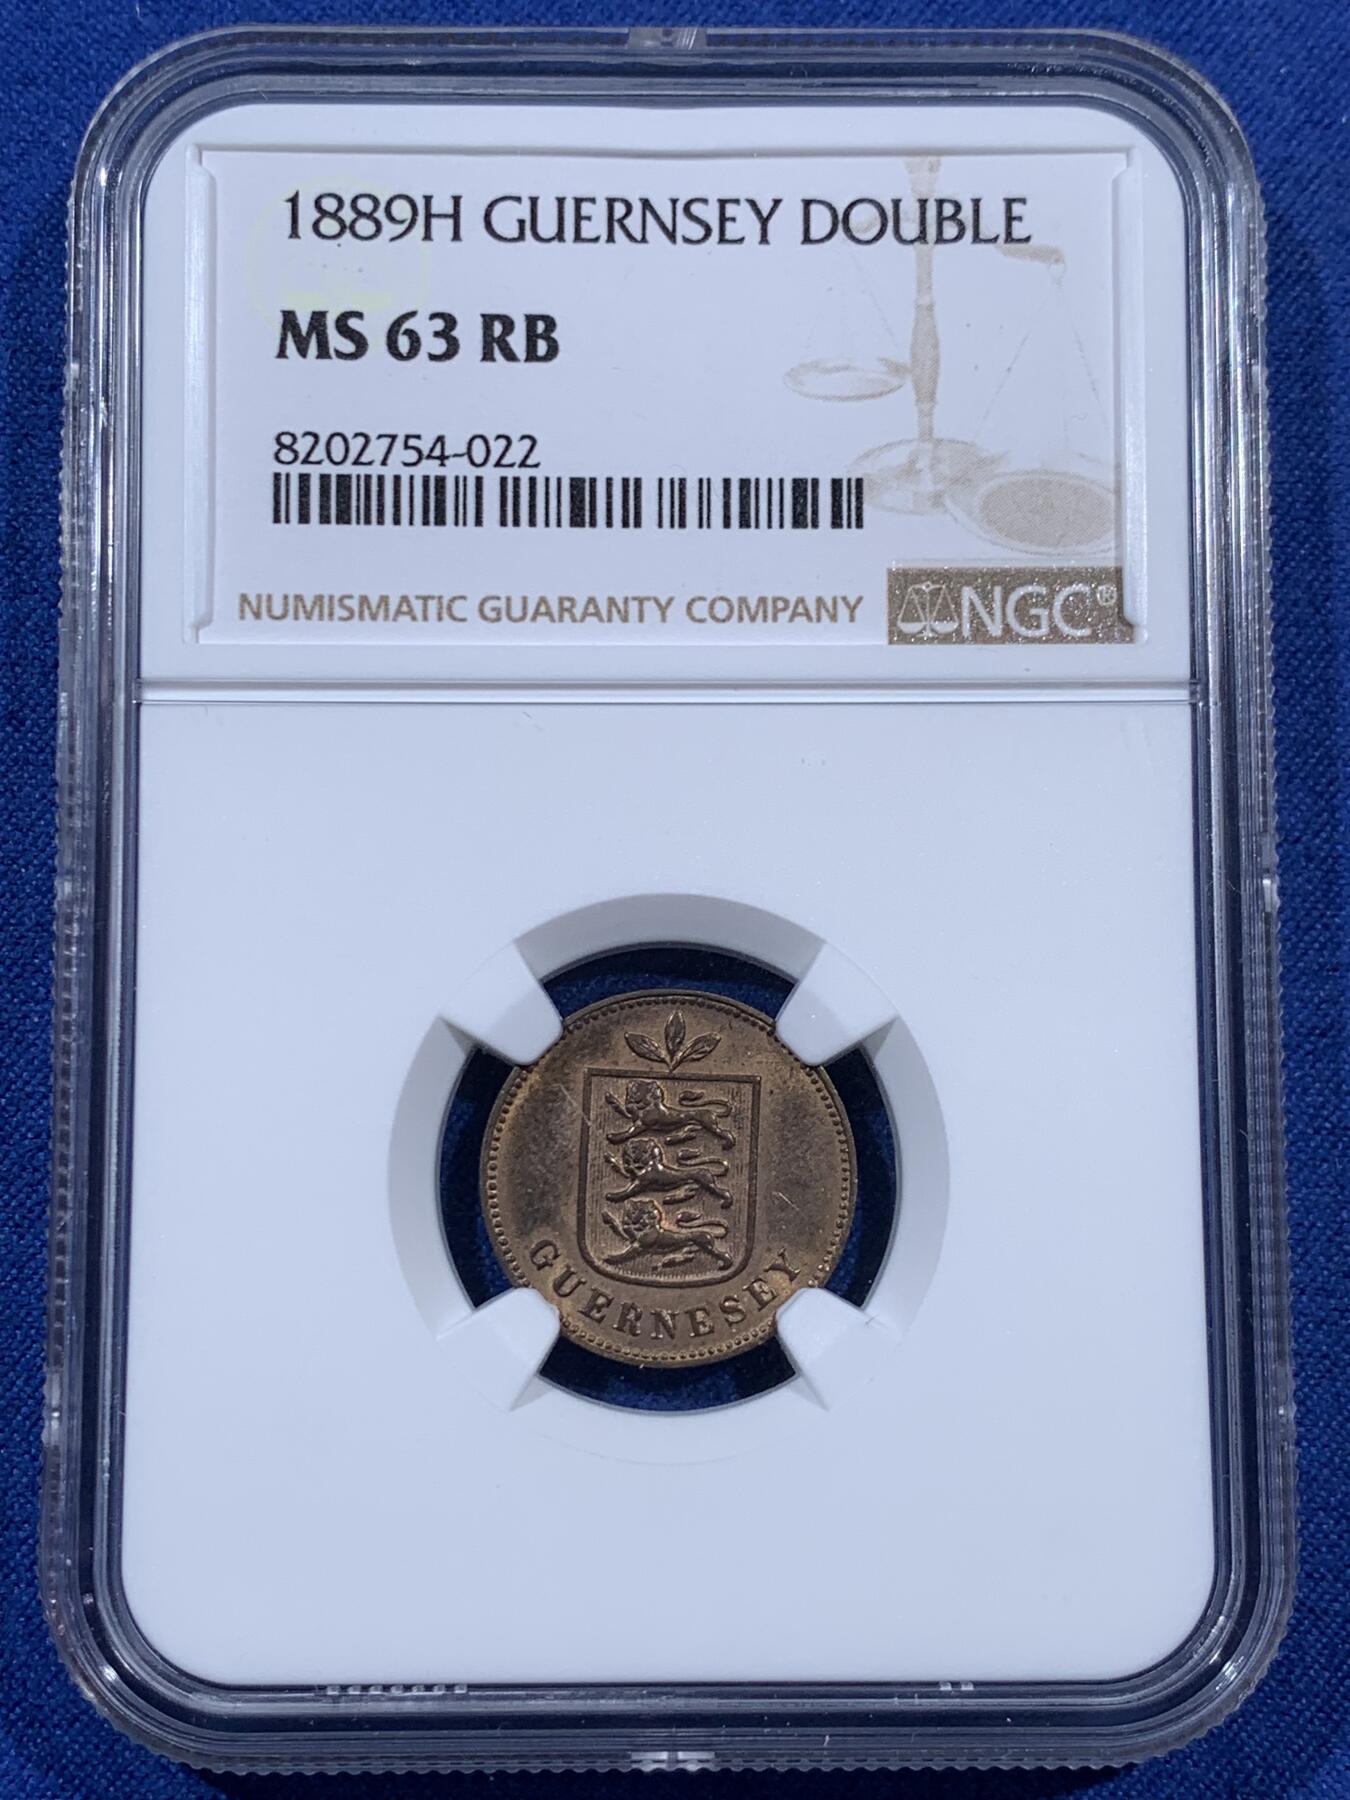 1889H GUERNSEY DOUBLE
MS 63 RB
8202754-022
NUMISMATIC GUARANTY COMPANY
NGC®
GUERNESEY